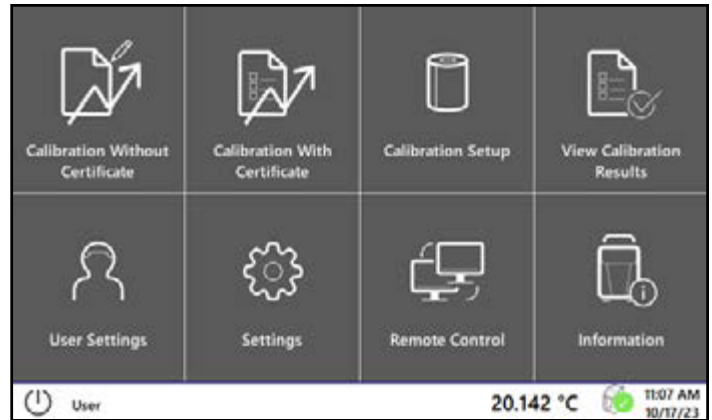 Calibration Without
Certificate
Calibration With
Certificate
Calibration Setup
View Calibration
Results
User Settings
Settings
Remote Control
Information
User
20.142 °C
11:07 AM
10/17/23